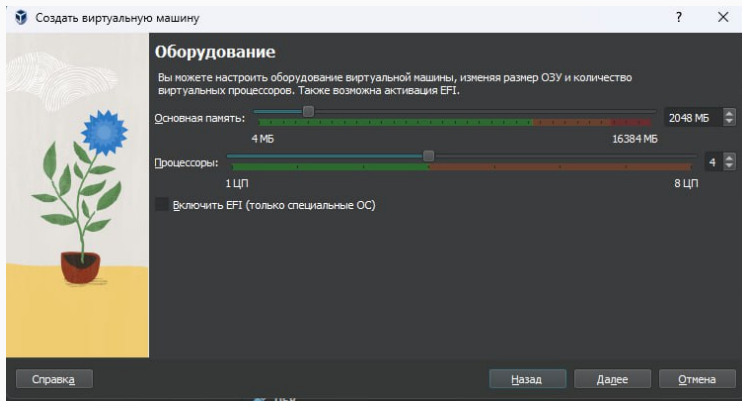 Создать виртуальную машину
Оборудование
Вы можете настроить оборудование виртуальной машины, изменяя размер ОЗУ и количество
виртуальных процессоров. Также возможна активация EFI.
Основная память: 2048 МБ
4 МБ 16384 МБ
Процессоры: 4
1 ЦП 8 ЦП
Включить EFI (только специальные ОС)
Справка Назад Далее Отмена